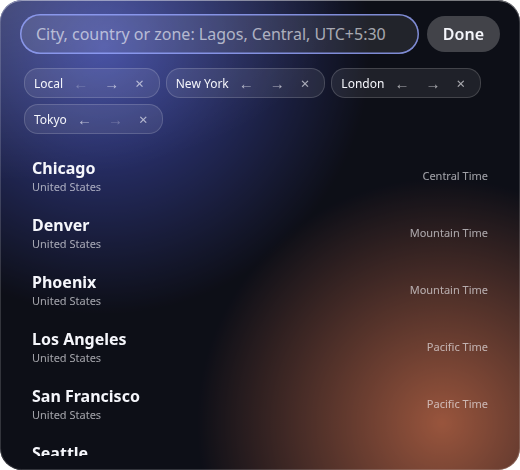 City, country or zone: Lagos, Central, UTC+5:30 Done
Local ← → × New York ← → × London ← → ×
Tokyo ← → ×
Chicago
United States Central Time
Denver
United States Mountain Time
Phoenix
United States Mountain Time
Los Angeles
United States Pacific Time
San Francisco
United States Pacific Time
Seattle